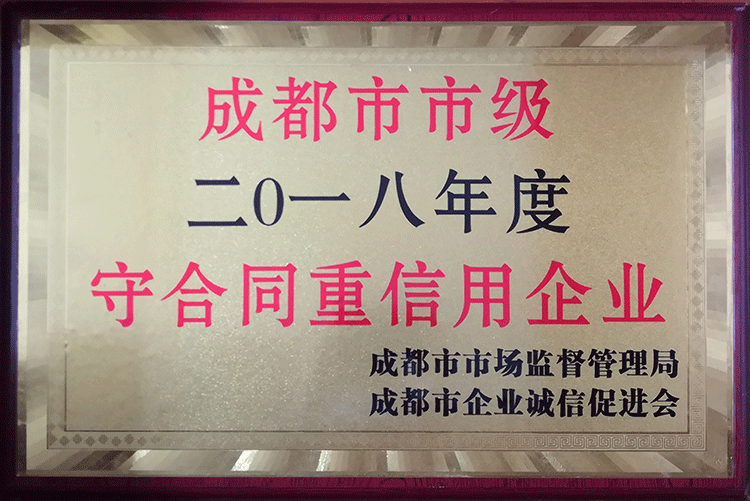 成都市市级
二0一八年度
守合同重信用企业
成都市市场监督管理局
成都市企业诚信促进会